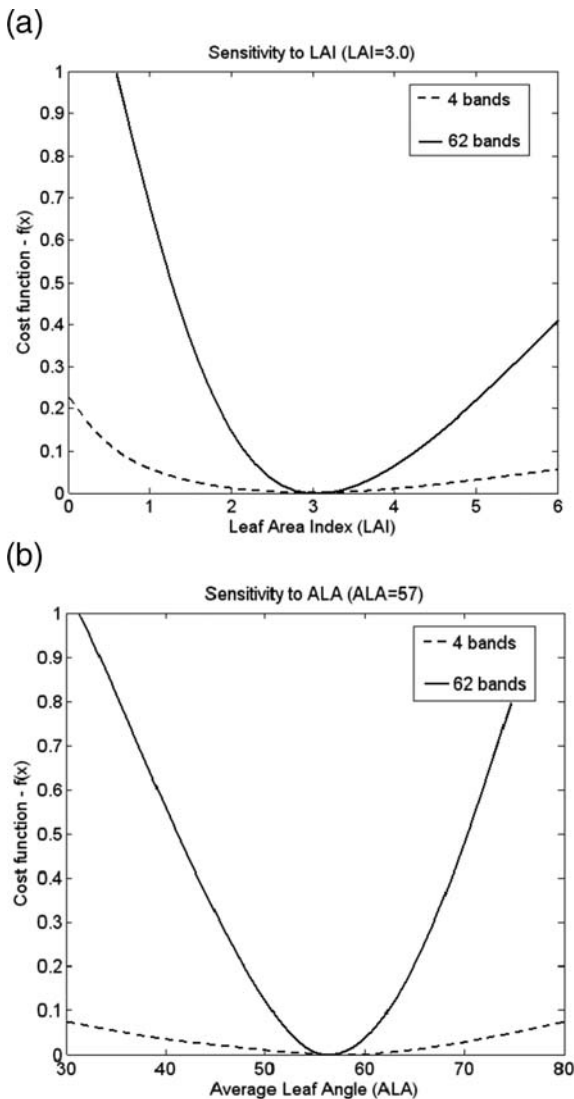 (a)
Sensitivity to LAI (LAI=3.0)
1
0.9
0.8
0.7
0.6
0.5
0.4
0.3
0.2
0.1
0
Cost function - f(x)
4 bands
62 bands
0 1 2 3 4 5 6
Leaf Area Index (LAI)
(b)
Sensitivity to ALA (ALA=57)
1
0.9
0.8
0.7
0.6
0.5
0.4
0.3
0.2
0.1
0
Cost function - f(x)
4 bands
62 bands
30 40 50 60 70 80
Average Leaf Angle (ALA)